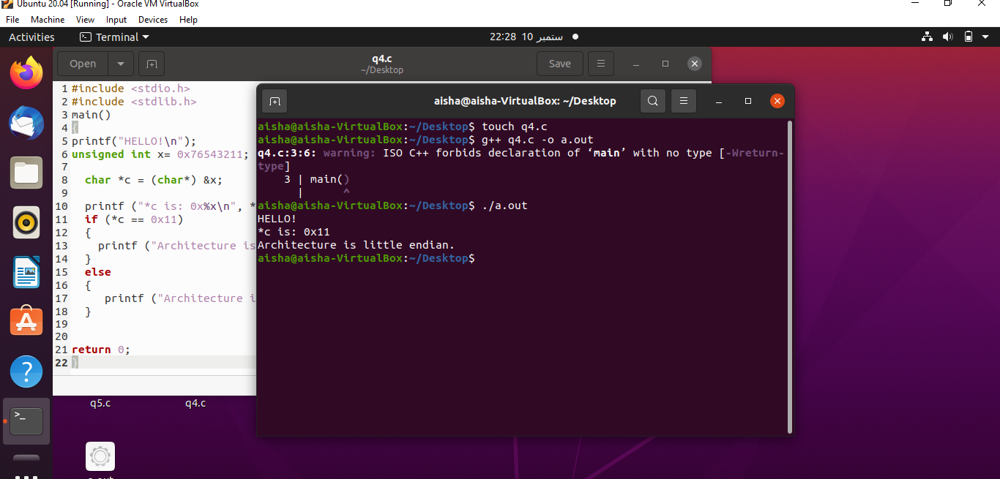 Ubuntu 20.04 [Running] - Oracle VM VirtualBox
File Machine View Input Devices Help
Activities Terminal 22:28 10 ستمبر
Open q4.c Save
~/Desktop
1 #include <stdio.h>
2 #include <stdlib.h>
3 main()
4 {
5 printf("HELLO!\n");
6 unsigned int x= 0x76543211;
7
8 char *c = (char*) &x;
9
10 printf ("*c is: 0x%x\n", *
11 if (*c == 0x11)
12 {
13 printf ("Architecture is
14 }
15 else
16 {
17 printf ("Architecture i
18 }
19
20
21 return 0;
22 }
aisha@aisha-VirtualBox: ~/Desktop
aisha@aisha-VirtualBox:~/Desktop$ touch q4.c
aisha@aisha-VirtualBox:~/Desktop$ g++ q4.c -o a.out
q4.c:3:6: warning: ISO C++ forbids declaration of ‘main’ with no type [-Wreturn-
type]
3 | main()
| ^
aisha@aisha-VirtualBox:~/Desktop$ ./a.out
HELLO!
*c is: 0x11
Architecture is little endian.
aisha@aisha-VirtualBox:~/Desktop$
q5.c q4.c